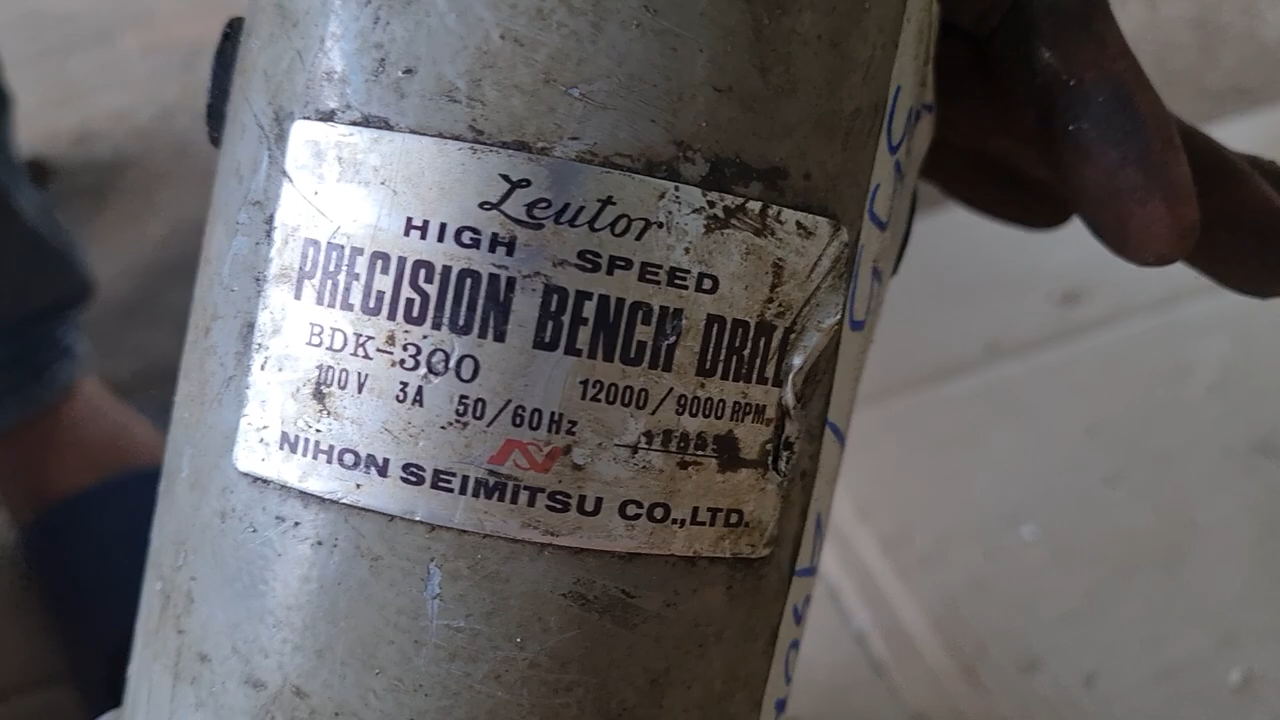 Leutor
HIGH SPEED
PRECISION BENCH DRILL
BDK-300
100V 3A 50/60Hz 12000/9000 RPM
NIHON SEIMITSU CO.,LTD.